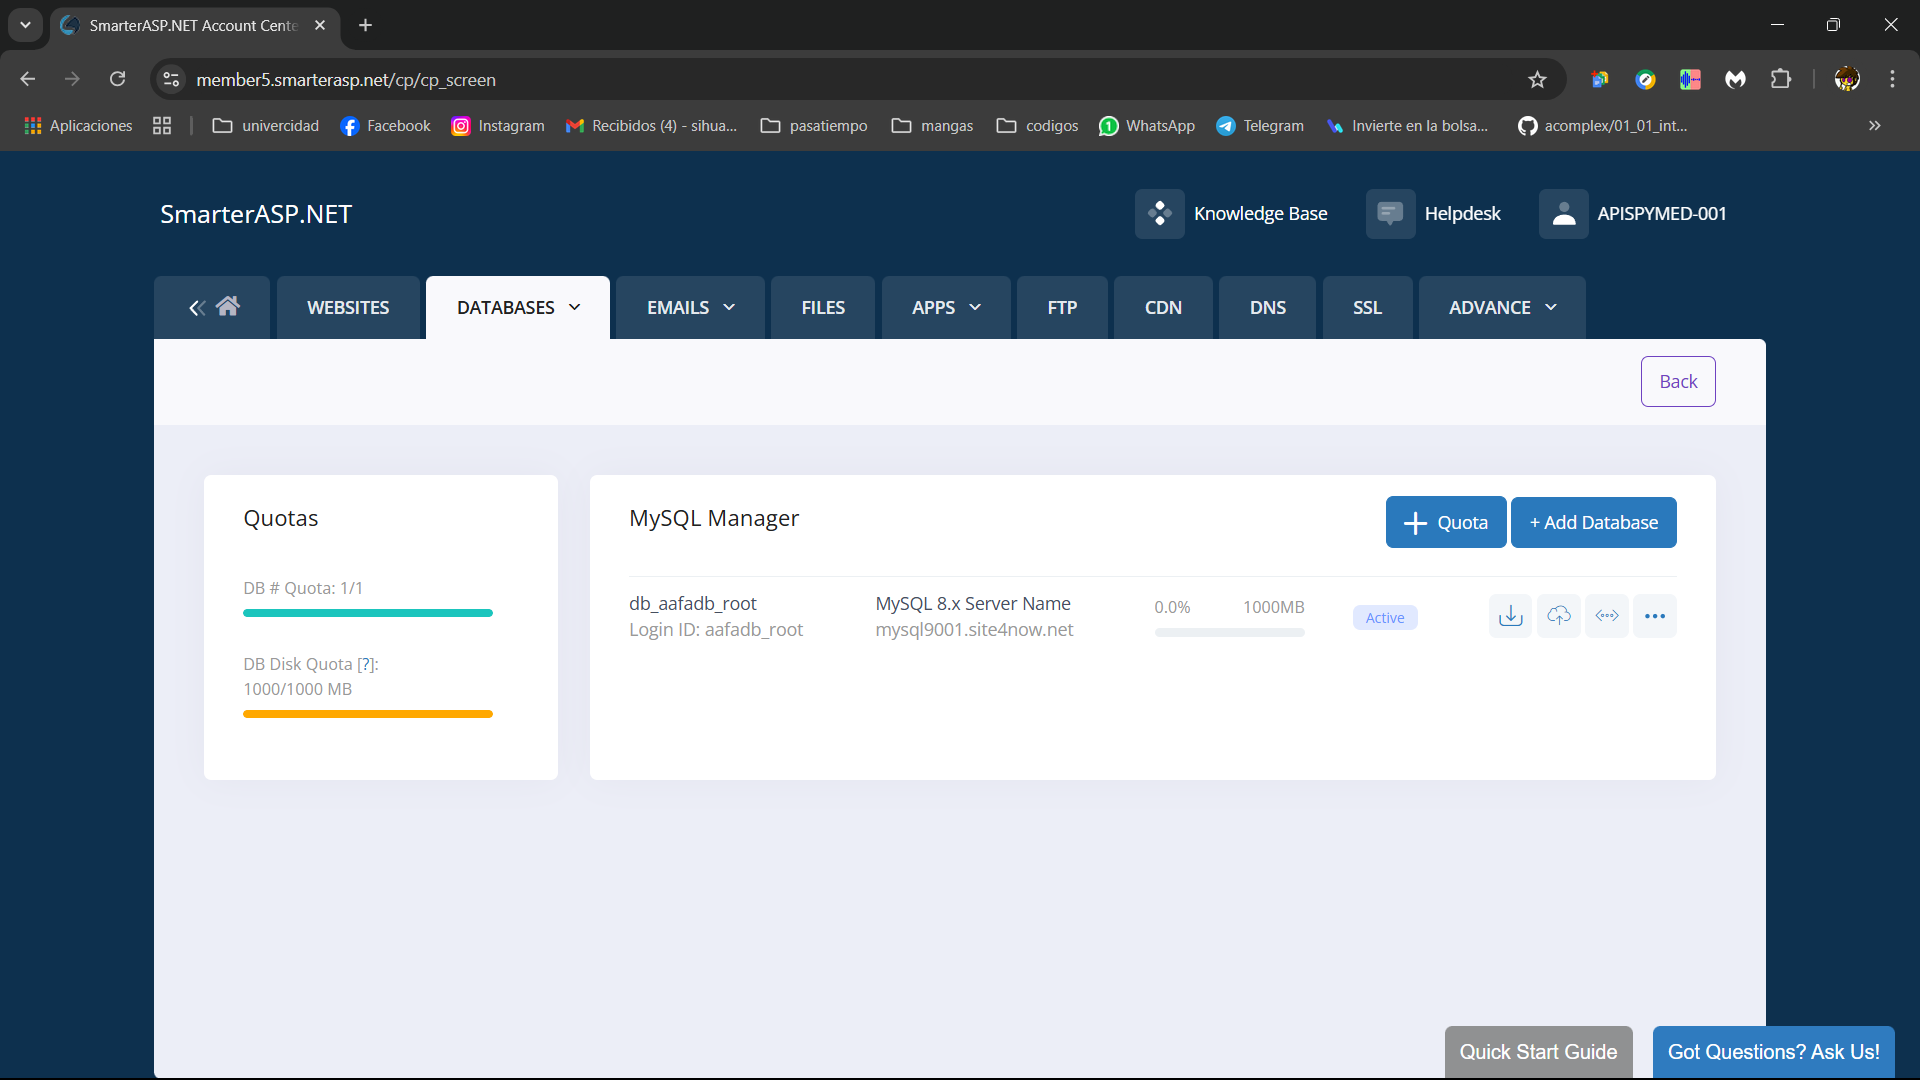 SmarterASP.NET Account Cente
member5.smarterasp.net/cp/cp_screen
Aplicaciones
univercidad
Facebook
Instagram
Recibidos (4) - sihua...
pasatiempo
mangas
codigos
WhatsApp
Telegram
Invierte en la bolsa...
acomplex/01_01_int...
SmarterASP.NET
Knowledge Base
Helpdesk
APISPYMED-001
WEBSITES
DATABASES
EMAILS
FILES
APPS
FTP
CDN
DNS
SSL
ADVANCE
Back
Quotas
DB # Quota: 1/1
DB Disk Quota [?]:
1000/1000 MB
MySQL Manager
+ Quota
+ Add Database
db_aafadb_root
Login ID: aafadb_root
MySQL 8.x Server Name
mysql9001.site4now.net
0.0%
1000MB
Active
Quick Start Guide
Got Questions? Ask Us!